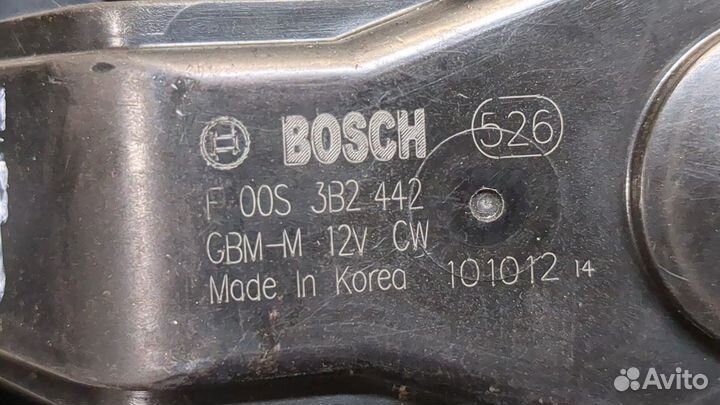 BOSCH 526
F 00S 3B2 442
GBM-M 12V CW
Made In Korea 101012 14
Avito